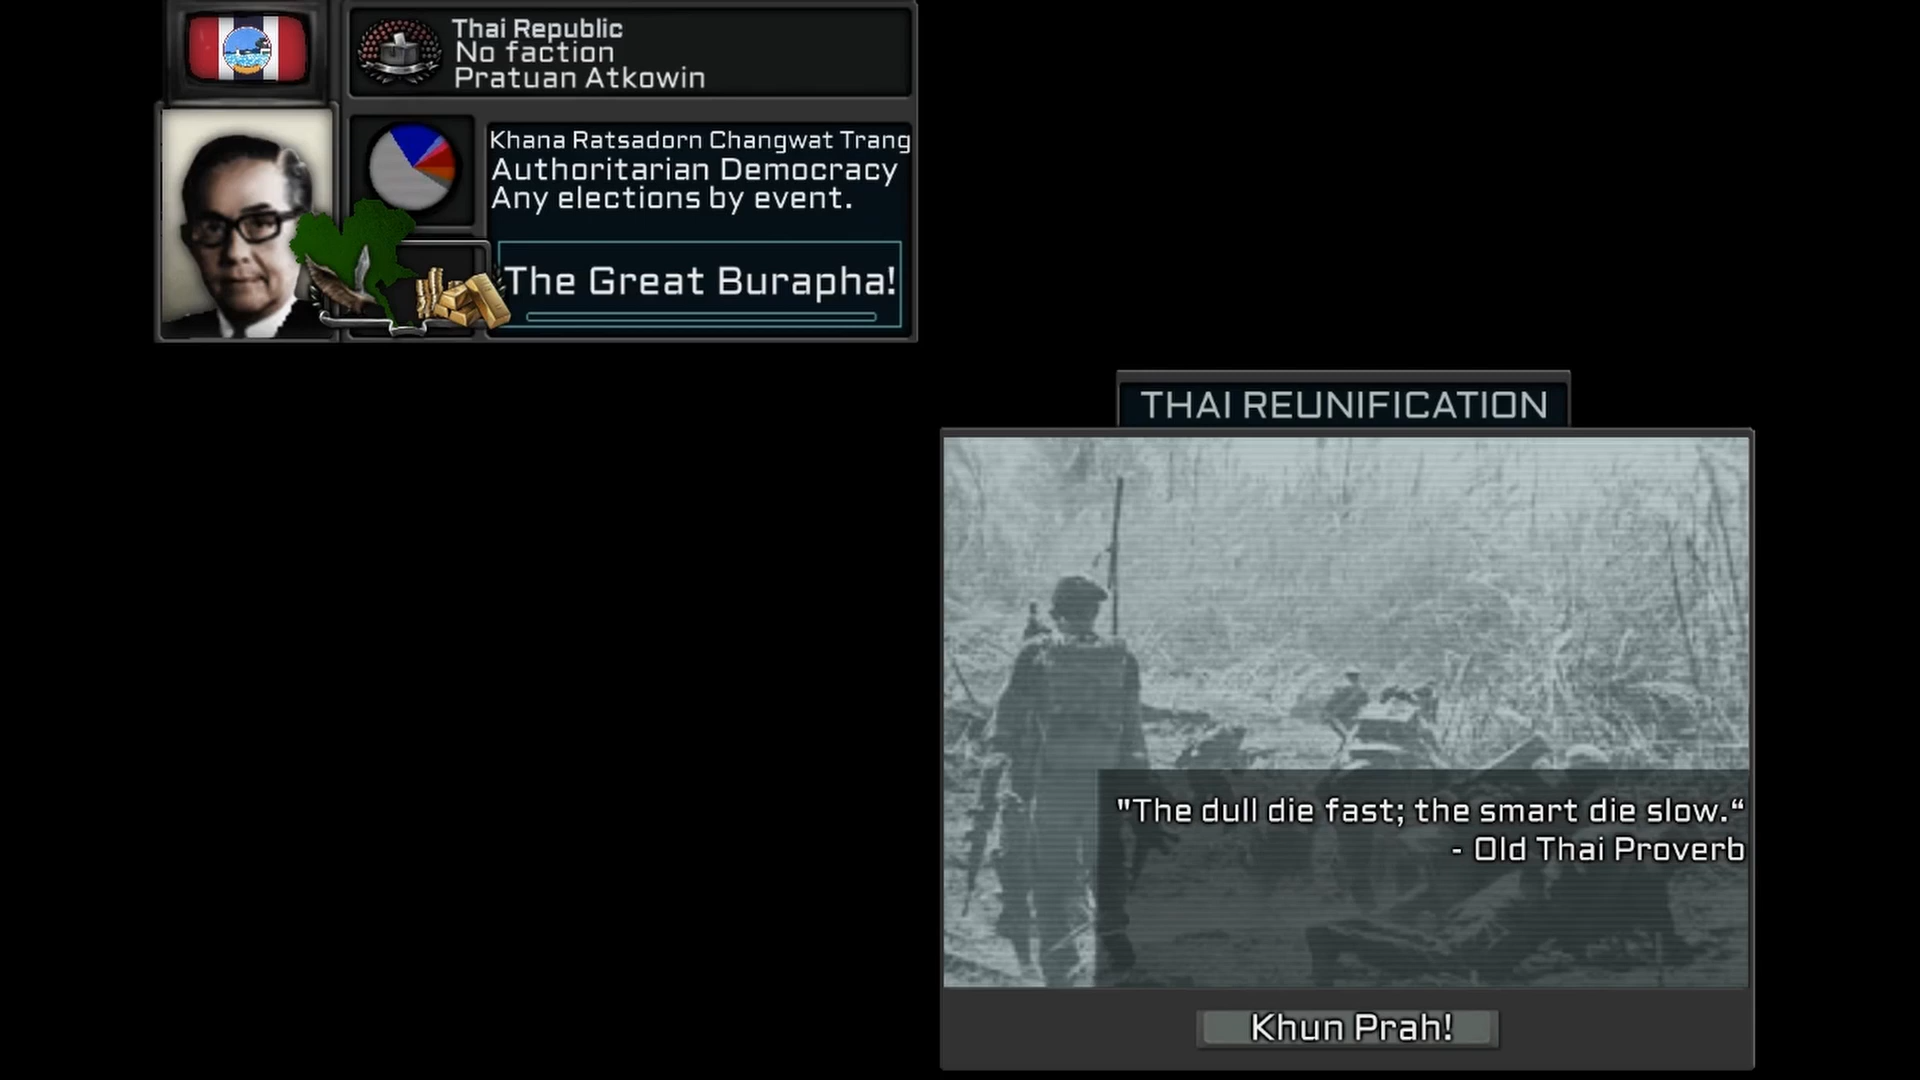 Thai Republic
No faction
Pratuan Atkowin
Khana Ratsadorn Changwat Trang
Authoritarian Democracy
Any elections by event.
The Great Burapha!
THAI REUNIFICATION
"The dull die fast; the smart die slow.“
- Old Thai Proverb
Khun Prah!